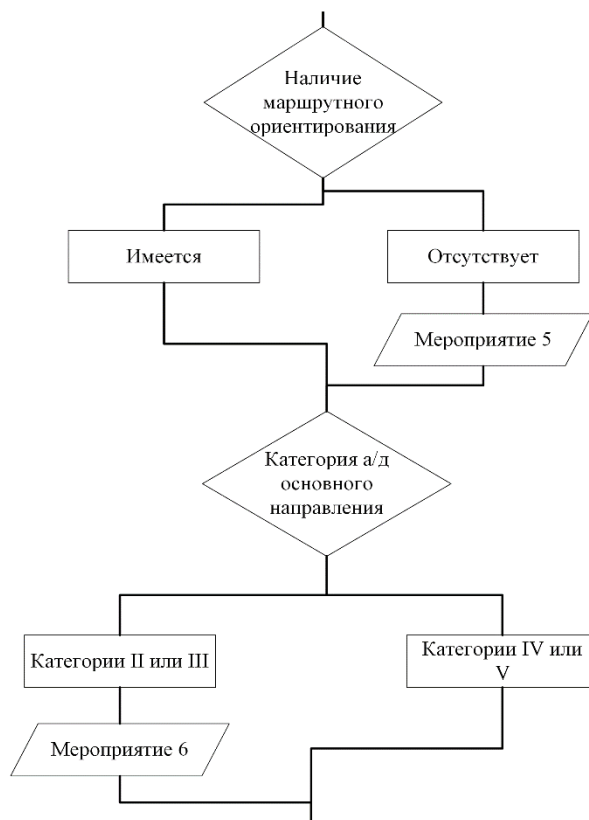 Наличие
маршрутного
ориентирования
Имеется
Отсутствует
Мероприятие 5
Категория а/д
основного
направления
Категории II или III
Категории IV или
V
Мероприятие 6